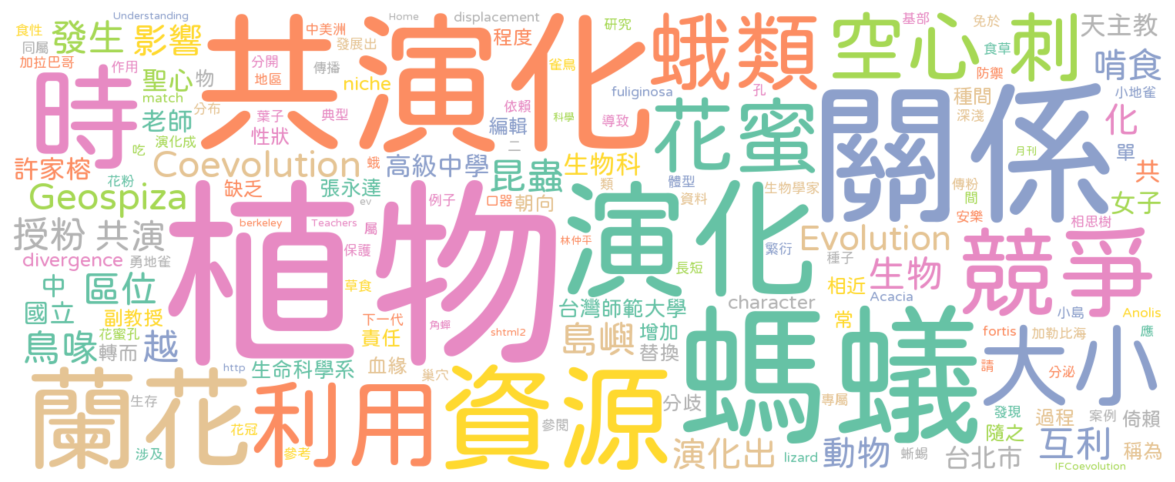 Understanding
Home
displacement
研究
基部
免於
天主教
食性
同屬
發生
影響
中美洲
發展出
共演化
程度
蛾類
空心刺
食草
防禦
啃食
加拉巴哥
時
作用
聖心
物
分開
地區
傳播
niche
雀鳥
fuliginosa
孔
種間
小地雀
match
分布
葉子
典型
依賴
編輯
科學
導致
花蜜
深淺
化
老師
演化成
性狀
二
關係
月刊
單
許家榕
吃
Coevolution
蛾
高級中學
昆蟲
生物科
類
生物學家
傳粉
共
花粉
缺乏
張永達
體型
間
Geospiza
ev
例子
口器
朝向
資料
安樂
女子
berkeley
Teachers
屬
植物
演化
相思樹
授粉
共演
林仲平
繁衍
Evolution
競爭
divergence
勇地雀
保護
長短
種子
生物
中
區位
草食
台灣師範大學
character
相近
Acacia
小島
Anolis
國立
副教授
下一代
角蟬
shtml2
島嶼
增加
螞蟻
常
fortis
加勒比海
應
鳥喙
花蜜孔
轉而
越
責任
替換
大小
http
生命科學系
血緣
巢穴
請
分泌
蘭花
生存
利用
資源
分歧
專屬
發現
過程
案例
倚賴
花冠
參閱
隨之
互利
稱為
涉及
參考
演化出
lizard
動物
蜥蜴
台北市
IFCoevolution